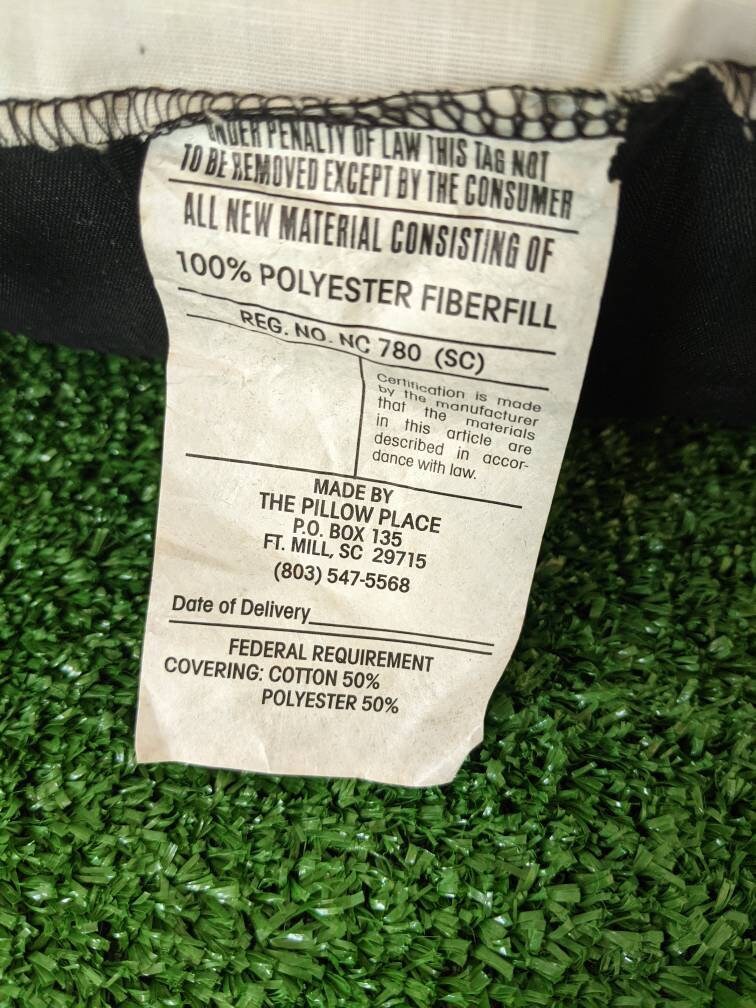 UNDER PENALTY OF LAW THIS TAG NOT
TO BE REMOVED EXCEPT BY THE CONSUMER
ALL NEW MATERIAL CONSISTING OF
100% POLYESTER FIBERFILL
REG. NO. NC 780 (SC)
Certification is made
by the manufacturer
that the materials
in this article are
described in accor-
dance with law.
MADE BY
THE PILLOW PLACE
P.O. BOX 135
FT. MILL, SC 29715
(803) 547-5568
Date of Delivery
FEDERAL REQUIREMENT
COVERING: COTTON 50%
POLYESTER 50%